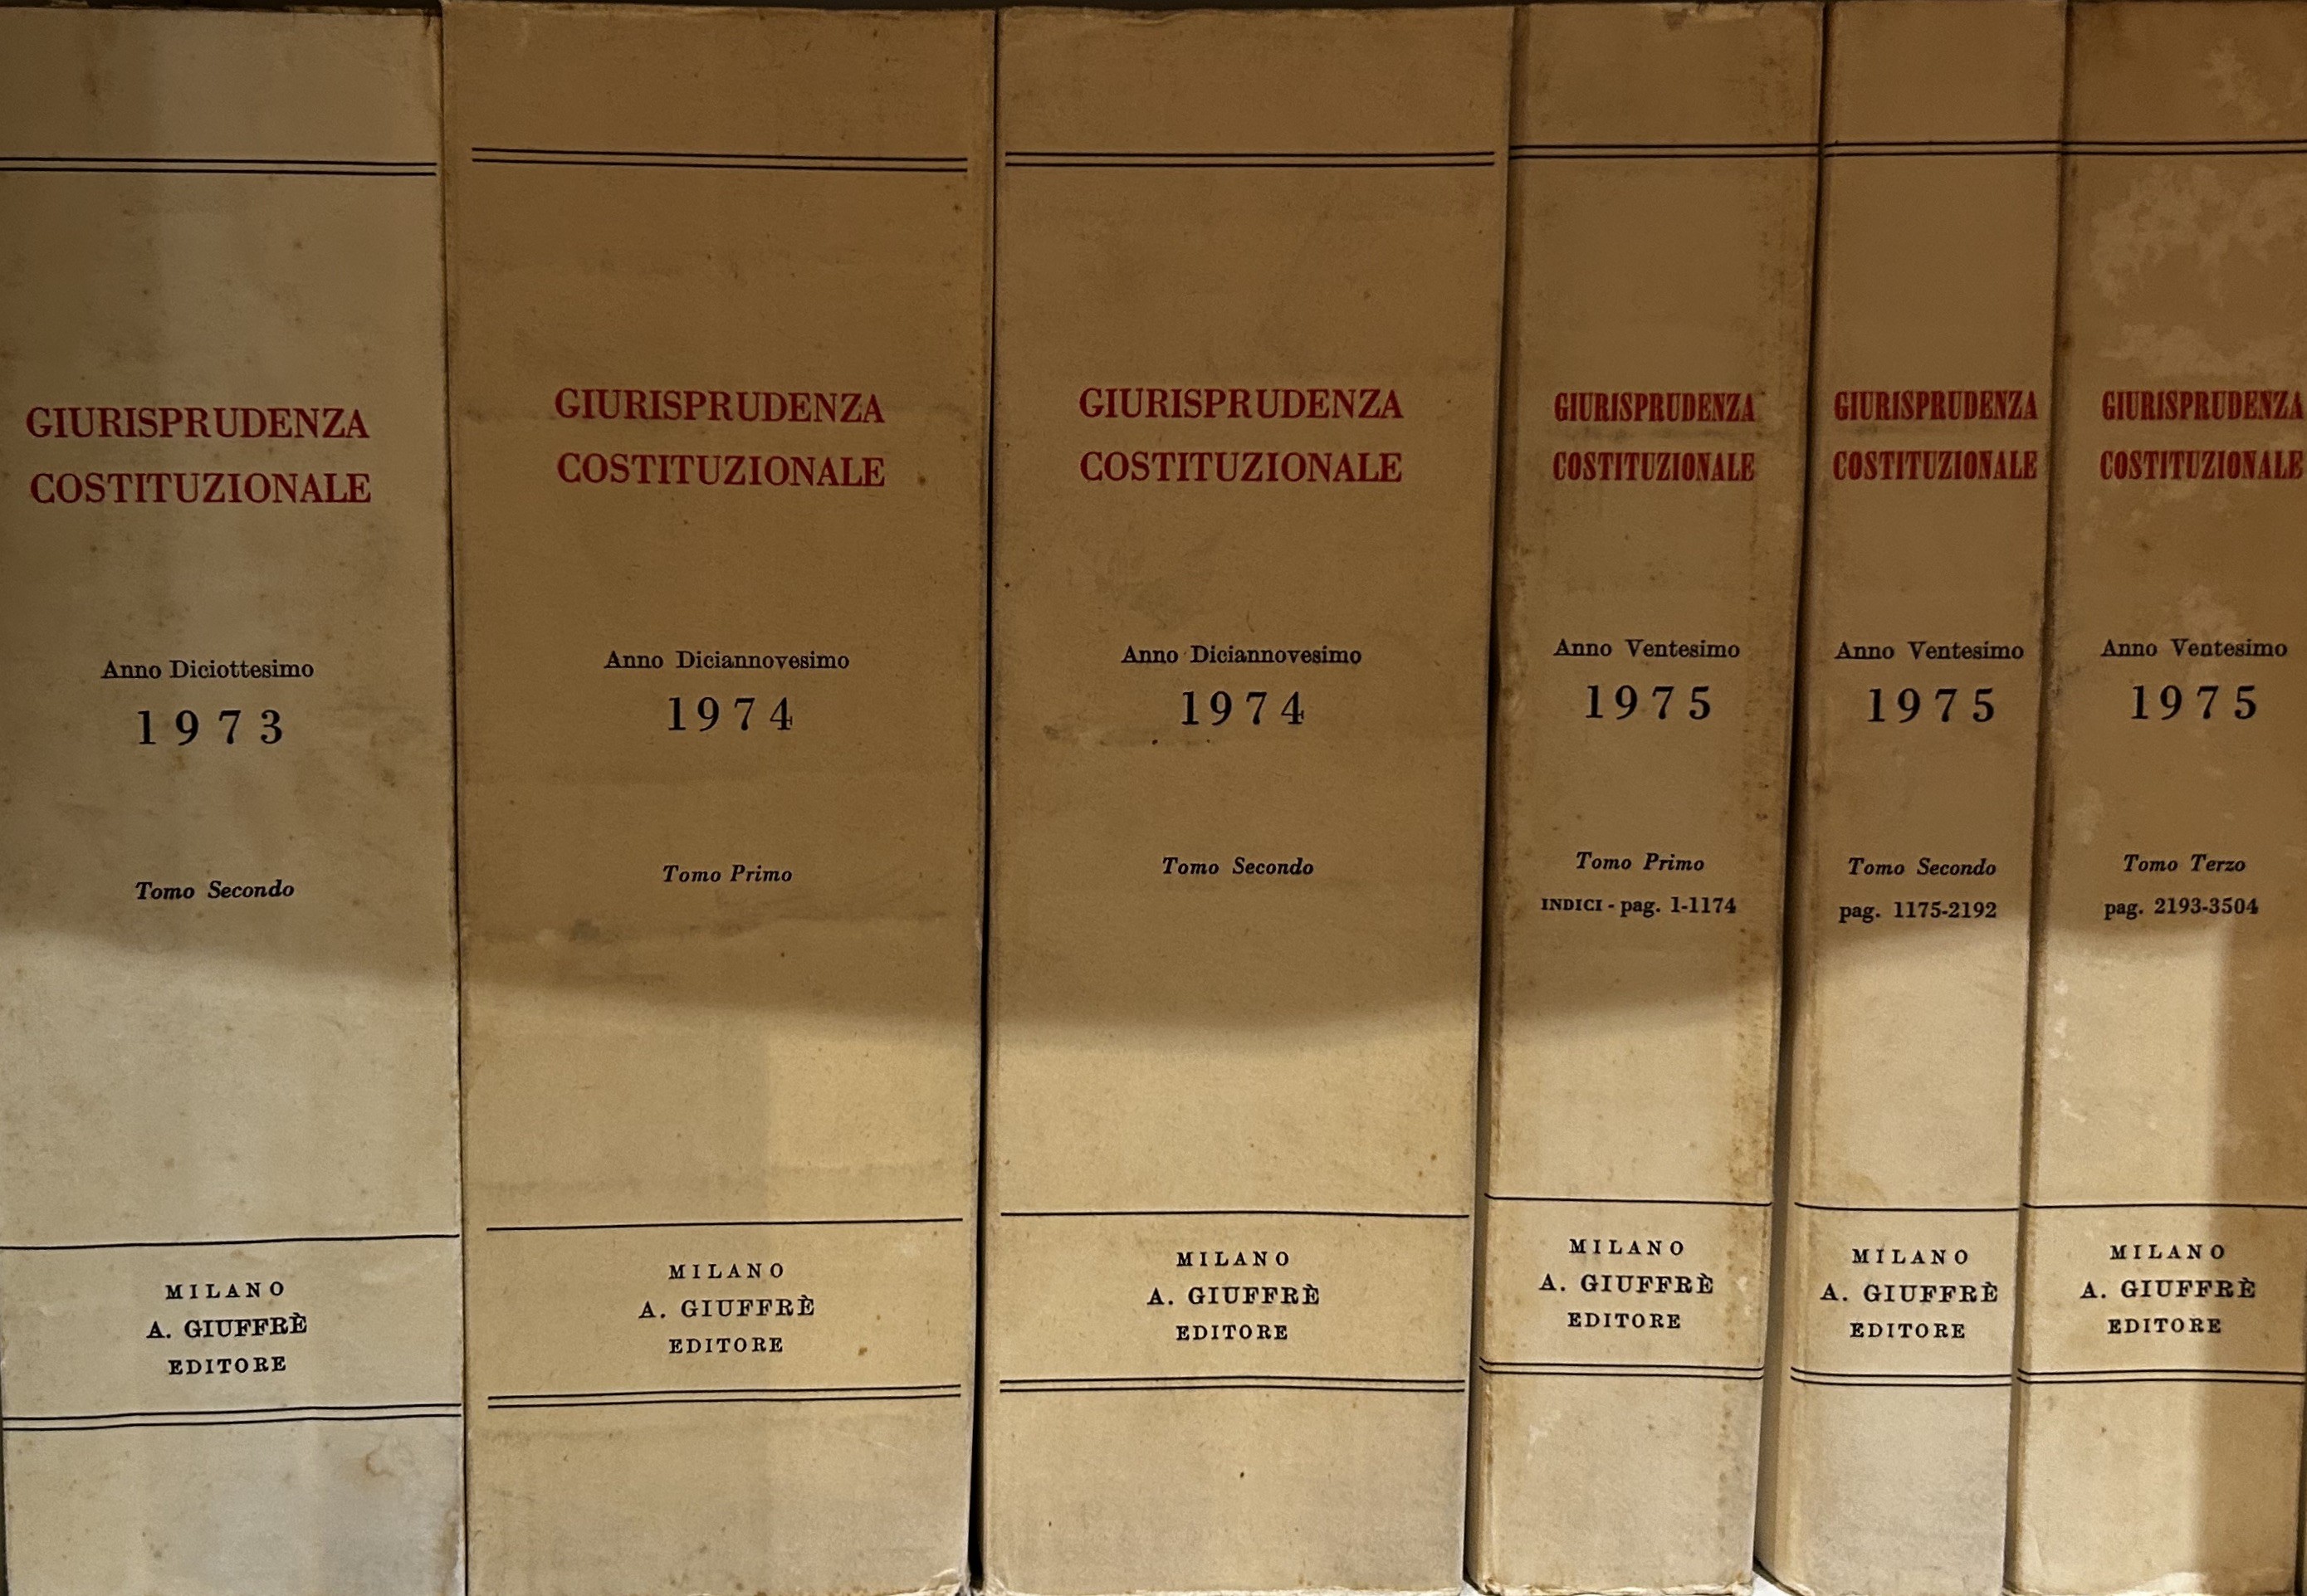 GIURISPRUDENZA
COSTITUZIONALE
Anno Diciottesimo
1973
Tomo Secondo
MILANO
A. GIUFFRÈ
EDITORE
GIURISPRUDENZA
COSTITUZIONALE
Anno Diciannovesimo
1974
Tomo Primo
MILANO
A. GIUFFRÈ
EDITORE
GIURISPRUDENZA
COSTITUZIONALE
Anno Diciannovesimo
1974
Tomo Secondo
MILANO
A. GIUFFRÈ
EDITORE
GIURISPRUDENZA
COSTITUZIONALE
Anno Ventesimo
1975
Tomo Primo
INDICI - pag. 1-1174
MILANO
A. GIUFFRÈ
EDITORE
GIURISPRUDENZA
COSTITUZIONALE
Anno Ventesimo
1975
Tomo Secondo
pag. 1175-2192
MILANO
A. GIUFFRÈ
EDITORE
GIURISPRUDENZA
COSTITUZIONALE
Anno Ventesimo
1975
Tomo Terzo
pag. 2193-3504
MILANO
A. GIUFFRÈ
EDITORE